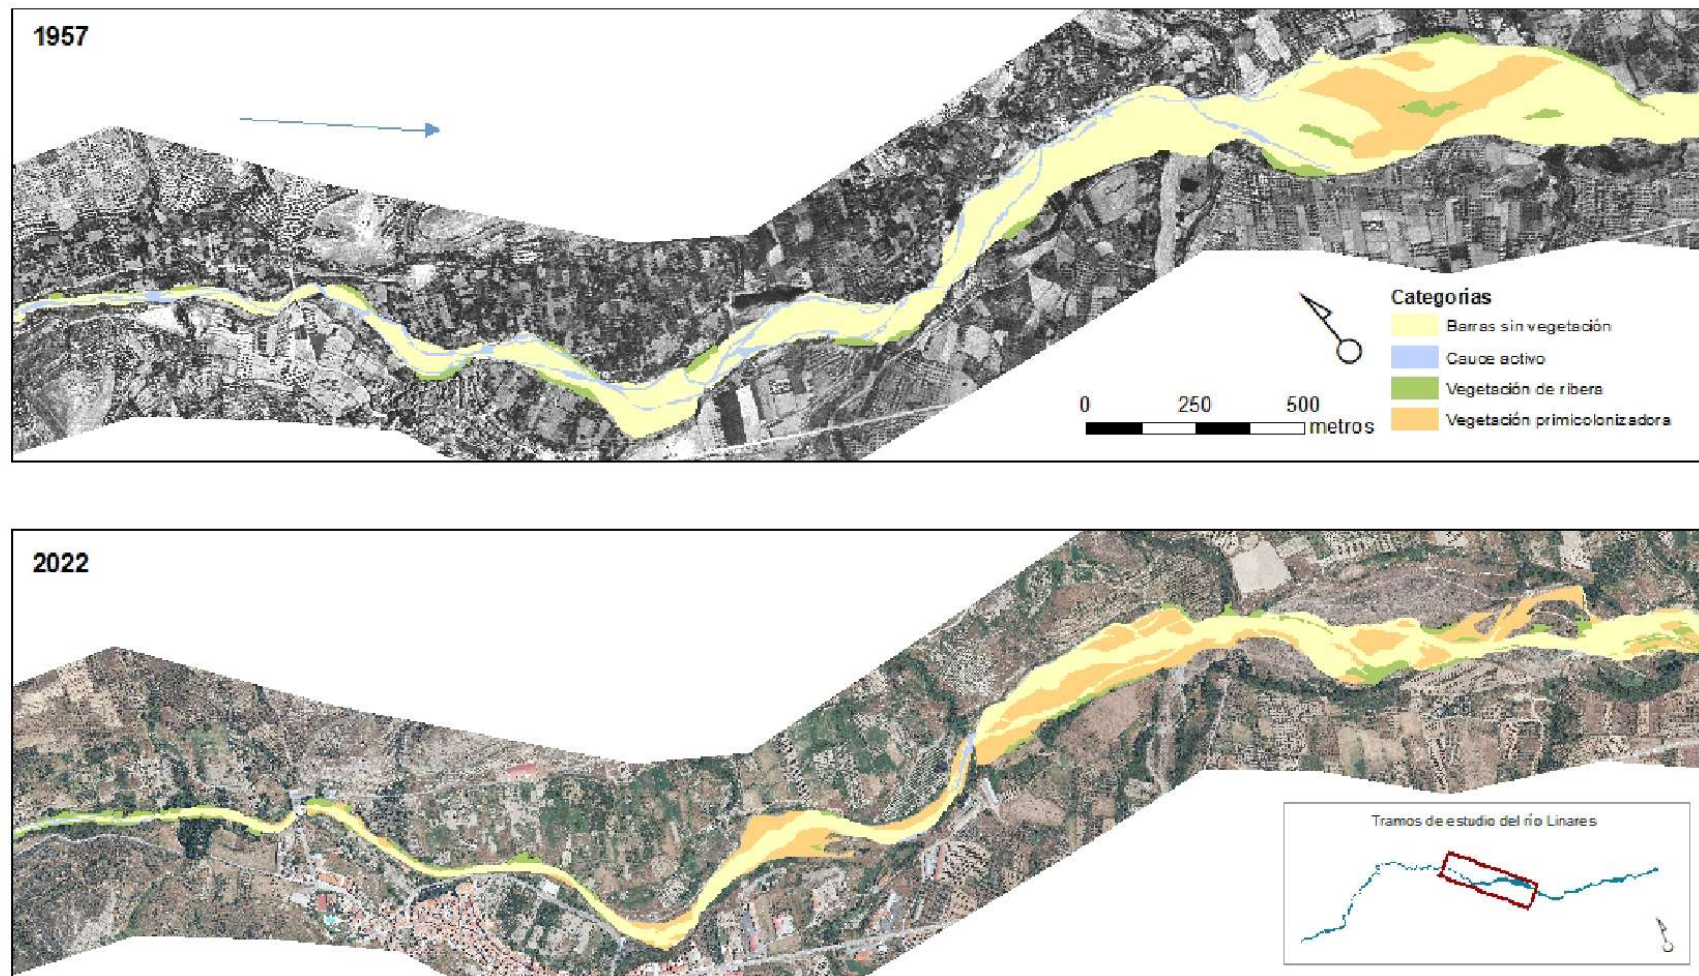 1957
Categorías
Barras sin vegetación
Cauce activo
Vegetación de ribera
Vegetación primicolonizadora
0 250 500
metros
2022
Tramos de estudio del río Linares